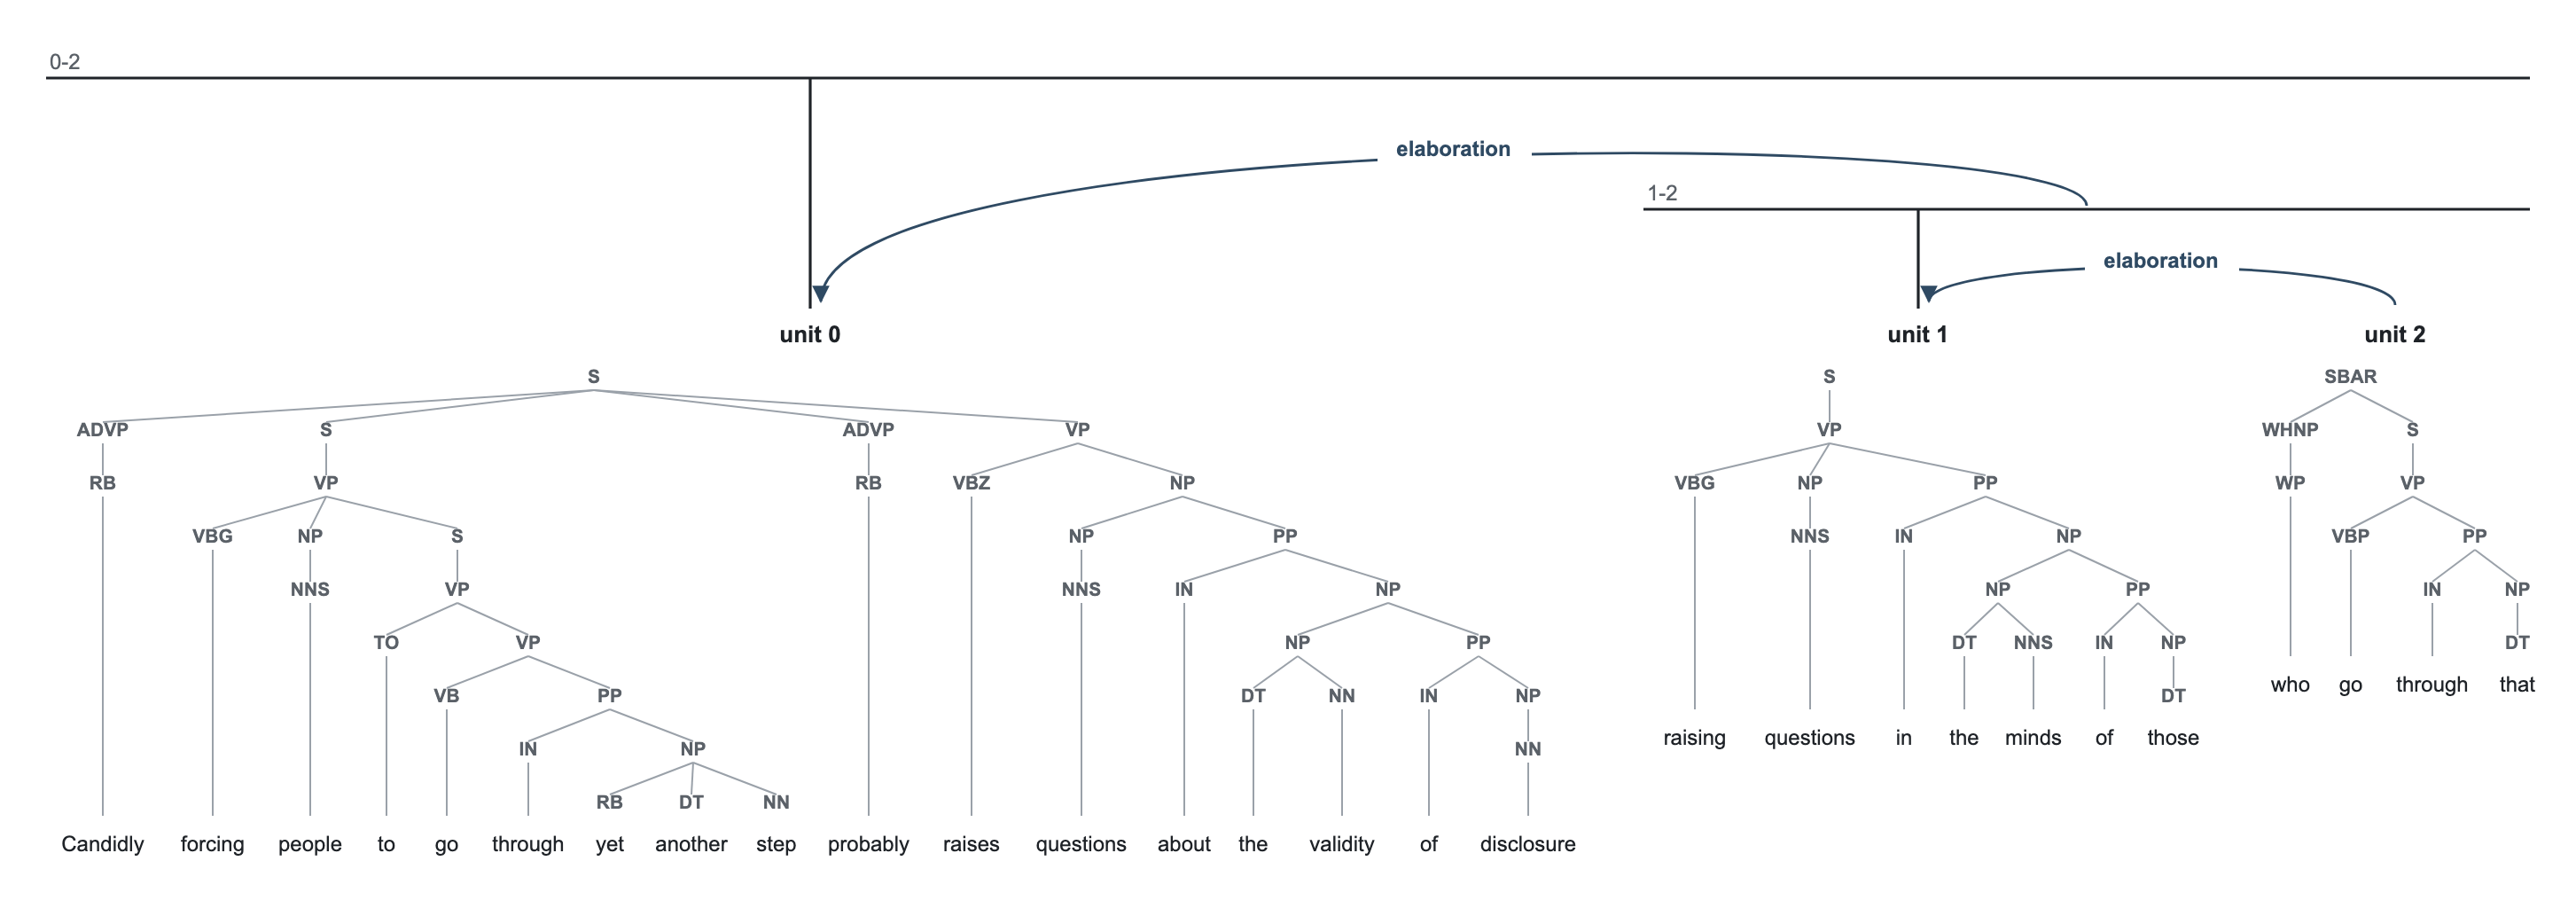 0-2
elaboration
1-2
elaboration
unit 0 unit 1 unit 2
S S SBAR
ADVP S ADVP VP VP WHNP S
RB VP RB VBZ NP VBG NP PP WP VP
VBG NP S NP PP NNS IN NP VBP PP
NNS VP NNS IN NP NP PP IN NP
TO VP NP PP DT NNS IN NP DT
VB PP DT NN IN NP DT
who go through that
IN NP NN
raising questions in the minds of those
RB DT NN
Candidly forcing people to go through yet another step probably raises questions about the validity of disclosure